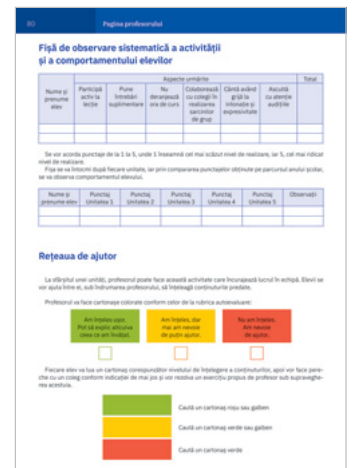 80 Pagina profesorului
Fișă de observare sistematică a activității
și a comportamentului elevilor
Nume și prenume elev
Aspecte urmărite
Total
Participă activ la lecție
Pune întrebări suplimentare
Nu deranjează ora de curs
Colaborează cu colegii în realizarea sarcinilor de grup
Cântă având grijă la intonație și expresivitate
Ascultă cu atenție audițiile
Se vor acorda punctaje de la 1 la 5, unde 1 înseamnă cel mai scăzut nivel de realizare, iar 5, cel mai ridicat
nivel de realizare.
Fișa se va întocmi după fiecare unitate, iar prin compararea punctajelor obținute pe parcursul anului școlar,
se va observa comportamentul elevului.
Nume și prenume elev
Punctaj Unitatea 1
Punctaj Unitatea 2
Punctaj Unitatea 3
Punctaj Unitatea 4
Punctaj Unitatea 5
Observații
Rețeaua de ajutor
La sfârșitul unei unități, profesorul poate face această activitate care încurajează lucrul în echipă. Elevii se
vor ajuta între ei, sub îndrumarea profesorului, să înțeleagă conținuturile predate.
Profesorul va face cartonașe colorate conform celor de la rubrica autoevaluare:
Am înțeles ușor.
Pot să explic altcuiva
ceea ce am învățat.
Am înțeles, dar
mai am nevoie
de puțin ajutor.
Nu am înțeles.
Am nevoie
de ajutor.
Fiecare elev va lua un cartonaș corespunzător nivelului de înțelegere a conținuturilor, apoi vor face pere-
che cu un coleg conform indicației de mai jos și vor rezolva un exercițiu propus de profesor sub supraveghe-
rea acestuia.
Caută un cartonaș roșu sau galben
Caută un cartonaș verde sau galben
Caută un cartonaș verde